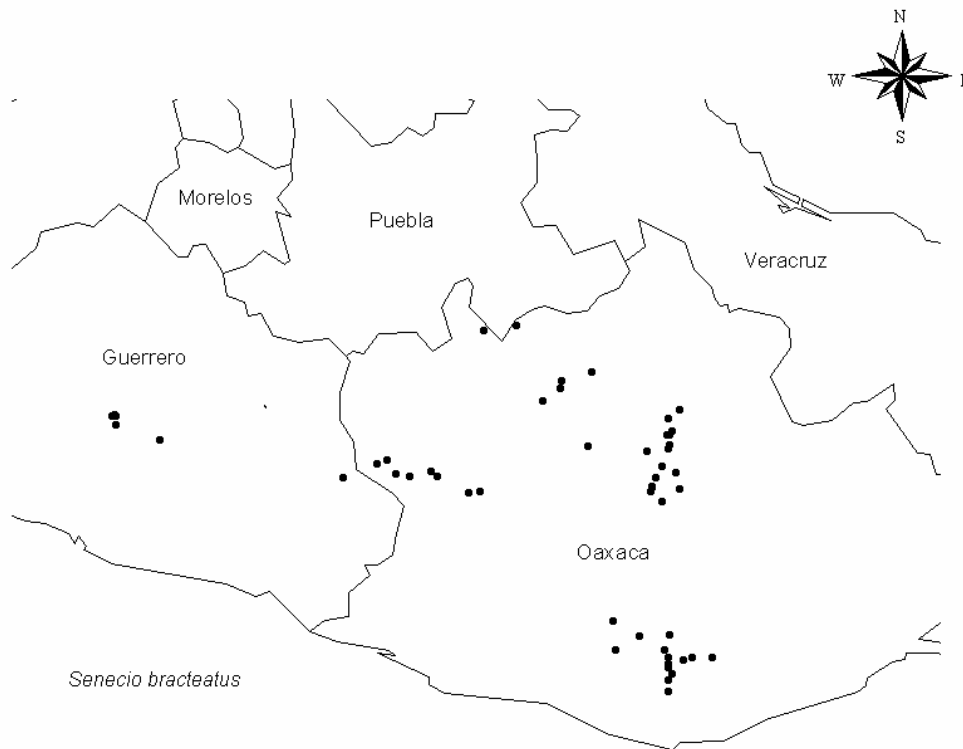 N
W
S
Morelos
Puebla
Veracruz
Guerrero
Oaxaca
Senecio bracteatus